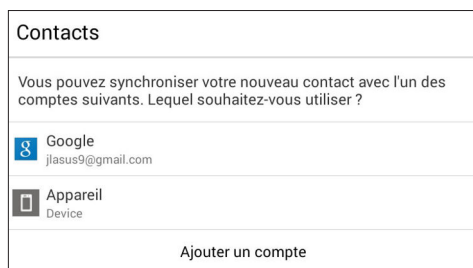 Contacts
Vous pouvez synchroniser votre nouveau contact avec l'un des
comptes suivants. Lequel souhaitez-vous utiliser ?
8
Google
jlasus9@gmail.com
Appareil
Device
Ajouter un compte